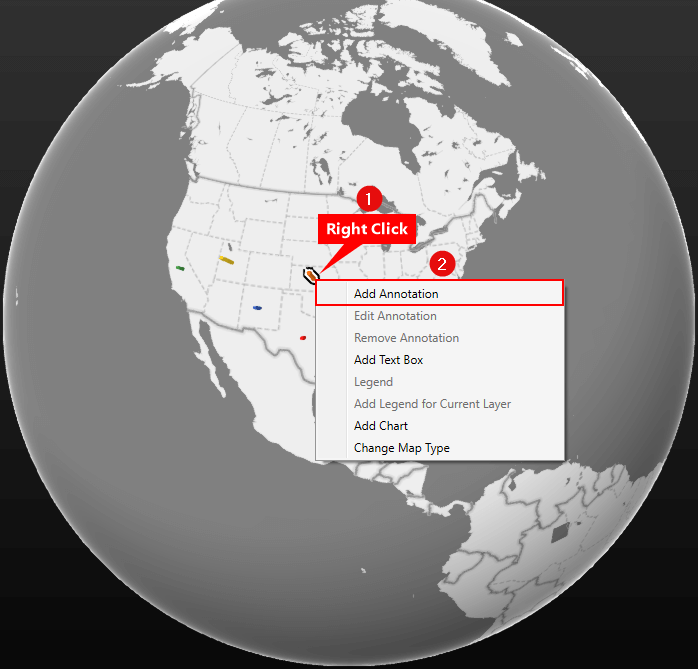 1
Right Click
2
Add Annotation
Edit Annotation
Remove Annotation
Add Text Box
Legend
Add Legend for Current Layer
Add Chart
Change Map Type